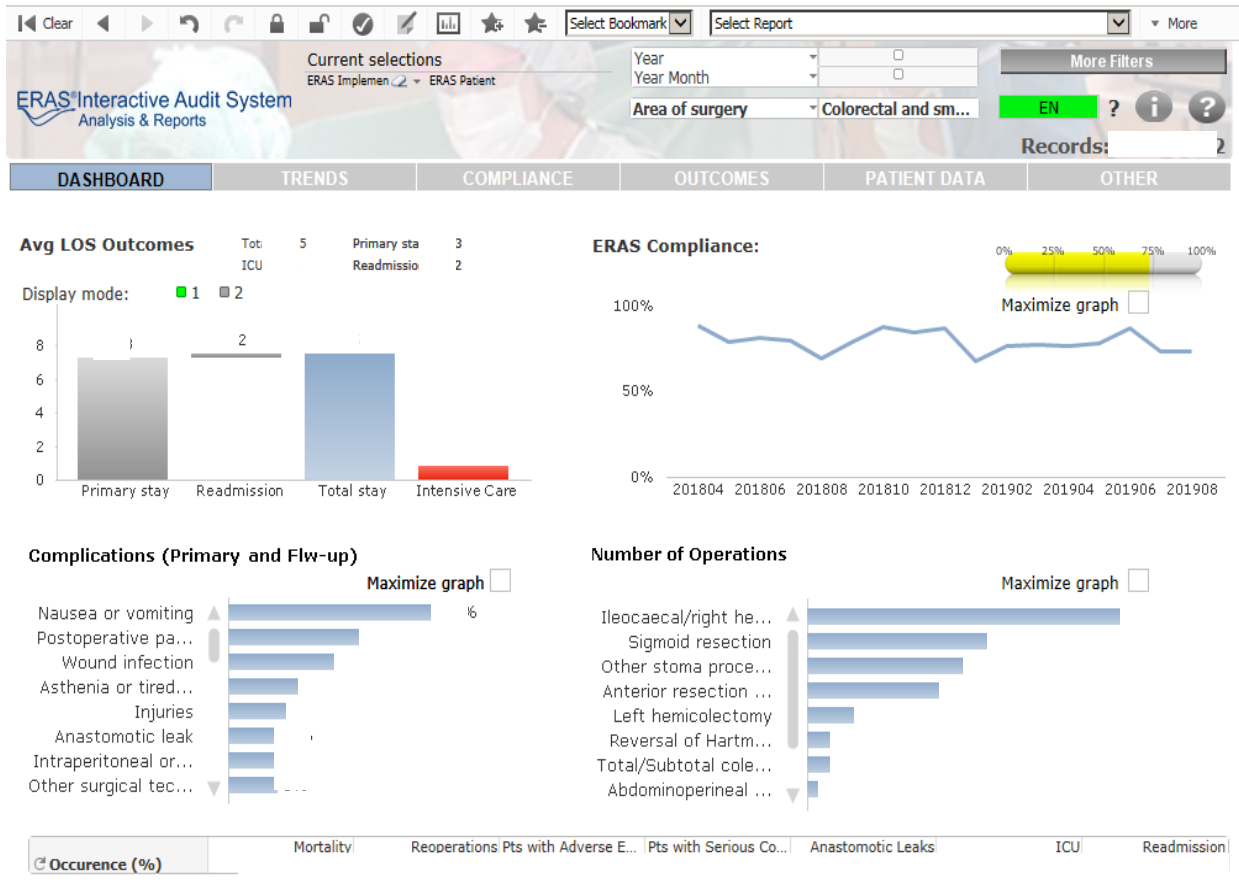 Clear
Select Bookmark
Select Report
More
Current selections
ERAS Implemen ERAS Patient
Year
Year Month
Area of surgery Colorectal and sm...
More Filters
EN ? i ?
Records: 2
ERAS® Interactive Audit System
Analysis & Reports
DASHBOARD TRENDS COMPLIANCE OUTCOMES PATIENT DATA OTHER
Avg LOS Outcomes
Tot 5 Primary sta 3
ICU Readmissio 2
Display mode: 1 2
8
6
4
2
0
2
Primary stay Readmission Total stay Intensive Care
ERAS Compliance:
0% 25% 50% 75% 100%
Maximize graph
100%
50%
0%
201804 201806 201808 201810 201812 201902 201904 201906 201908
Complications (Primary and Flw-up)
Maximize graph
Nausea or vomiting
Postoperative pa...
Wound infection
Asthenia or tired...
Injuries
Anastomotic leak
Intraperitoneal or...
Other surgical tec...
Number of Operations
Maximize graph
Ileocaecal/right he...
Sigmoid resection
Other stoma proce...
Anterior resection ...
Left hemicolectomy
Reversal of Hartm...
Total/Subtotal cole...
Abdominoperineal ...
Occurence (%)
Mortality Reoperations Pts with Adverse E... Pts with Serious Co... Anastomotic Leaks ICU Readmission